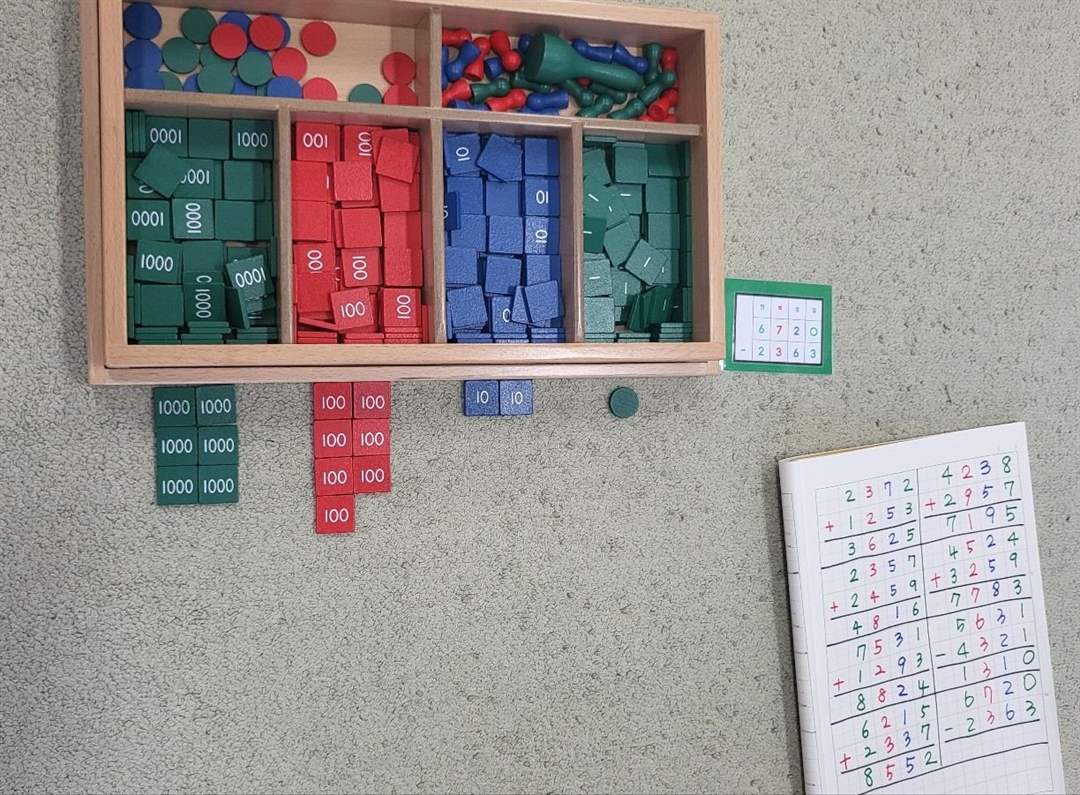 1000 1000 100 100 10
1000
10
1000 1000
10
1000 100 100 1000
1000 100 100
1000 1000 100 100 10 10
1000 1000 100 100
1000 1000 100 100
100
6 7 2 0
- 2 3 6 3
2 3 7 2
+ 1 2 5 3
3 6 2 5
2 3 5 7
+ 2 4 5 9
4 8 1 6
7 5 3 1
+ 1 2 9 3
8 8 2 4
6 2 1 5
+ 2 3 3 7
8 5 5 2
4 2 3 8
+ 2 9 5 7
7 1 9 5
4 5 2 4
+ 3 2 5 9
7 7 8 3
5 6 3 1
- 4 3 2 1
1 3 1 0
6 7 2 0
- 2 3 6 3